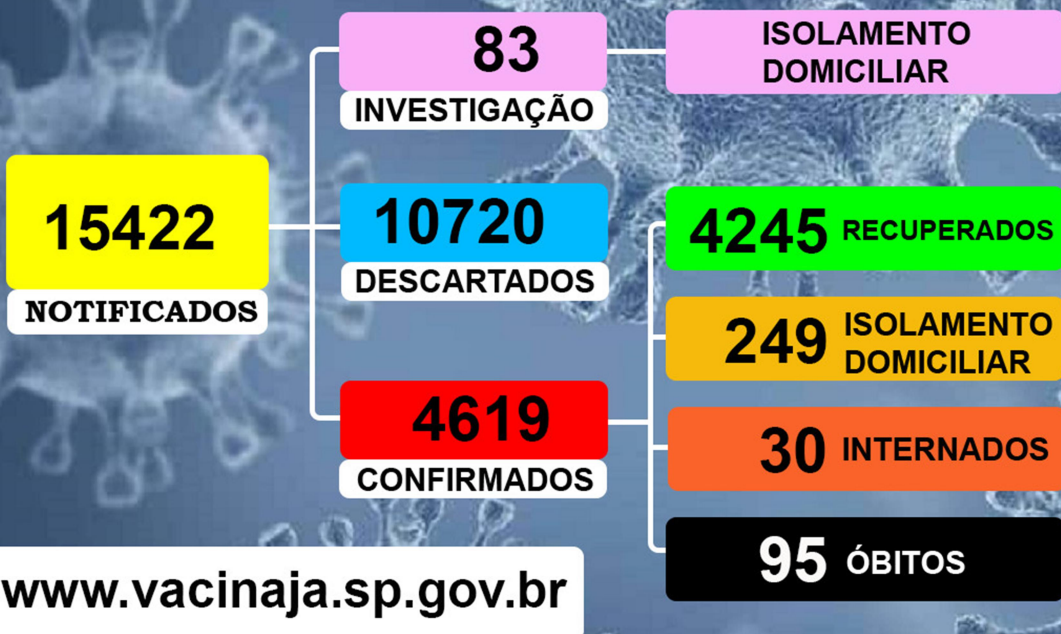 15422
NOTIFICADOS
83
INVESTIGAÇÃO
ISOLAMENTO
DOMICILIAR
10720
DESCARTADOS
4619
CONFIRMADOS
4245 RECUPERADOS
249 ISOLAMENTO
DOMICILIAR
30 INTERNADOS
95 ÓBITOS
www.vacinaja.sp.gov.br